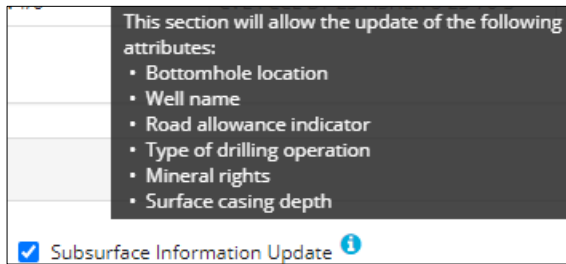 This section will allow the update of the following
attributes:
• Bottomhole location
• Well name
• Road allowance indicator
• Type of drilling operation
• Mineral rights
• Surface casing depth
Subsurface Information Update